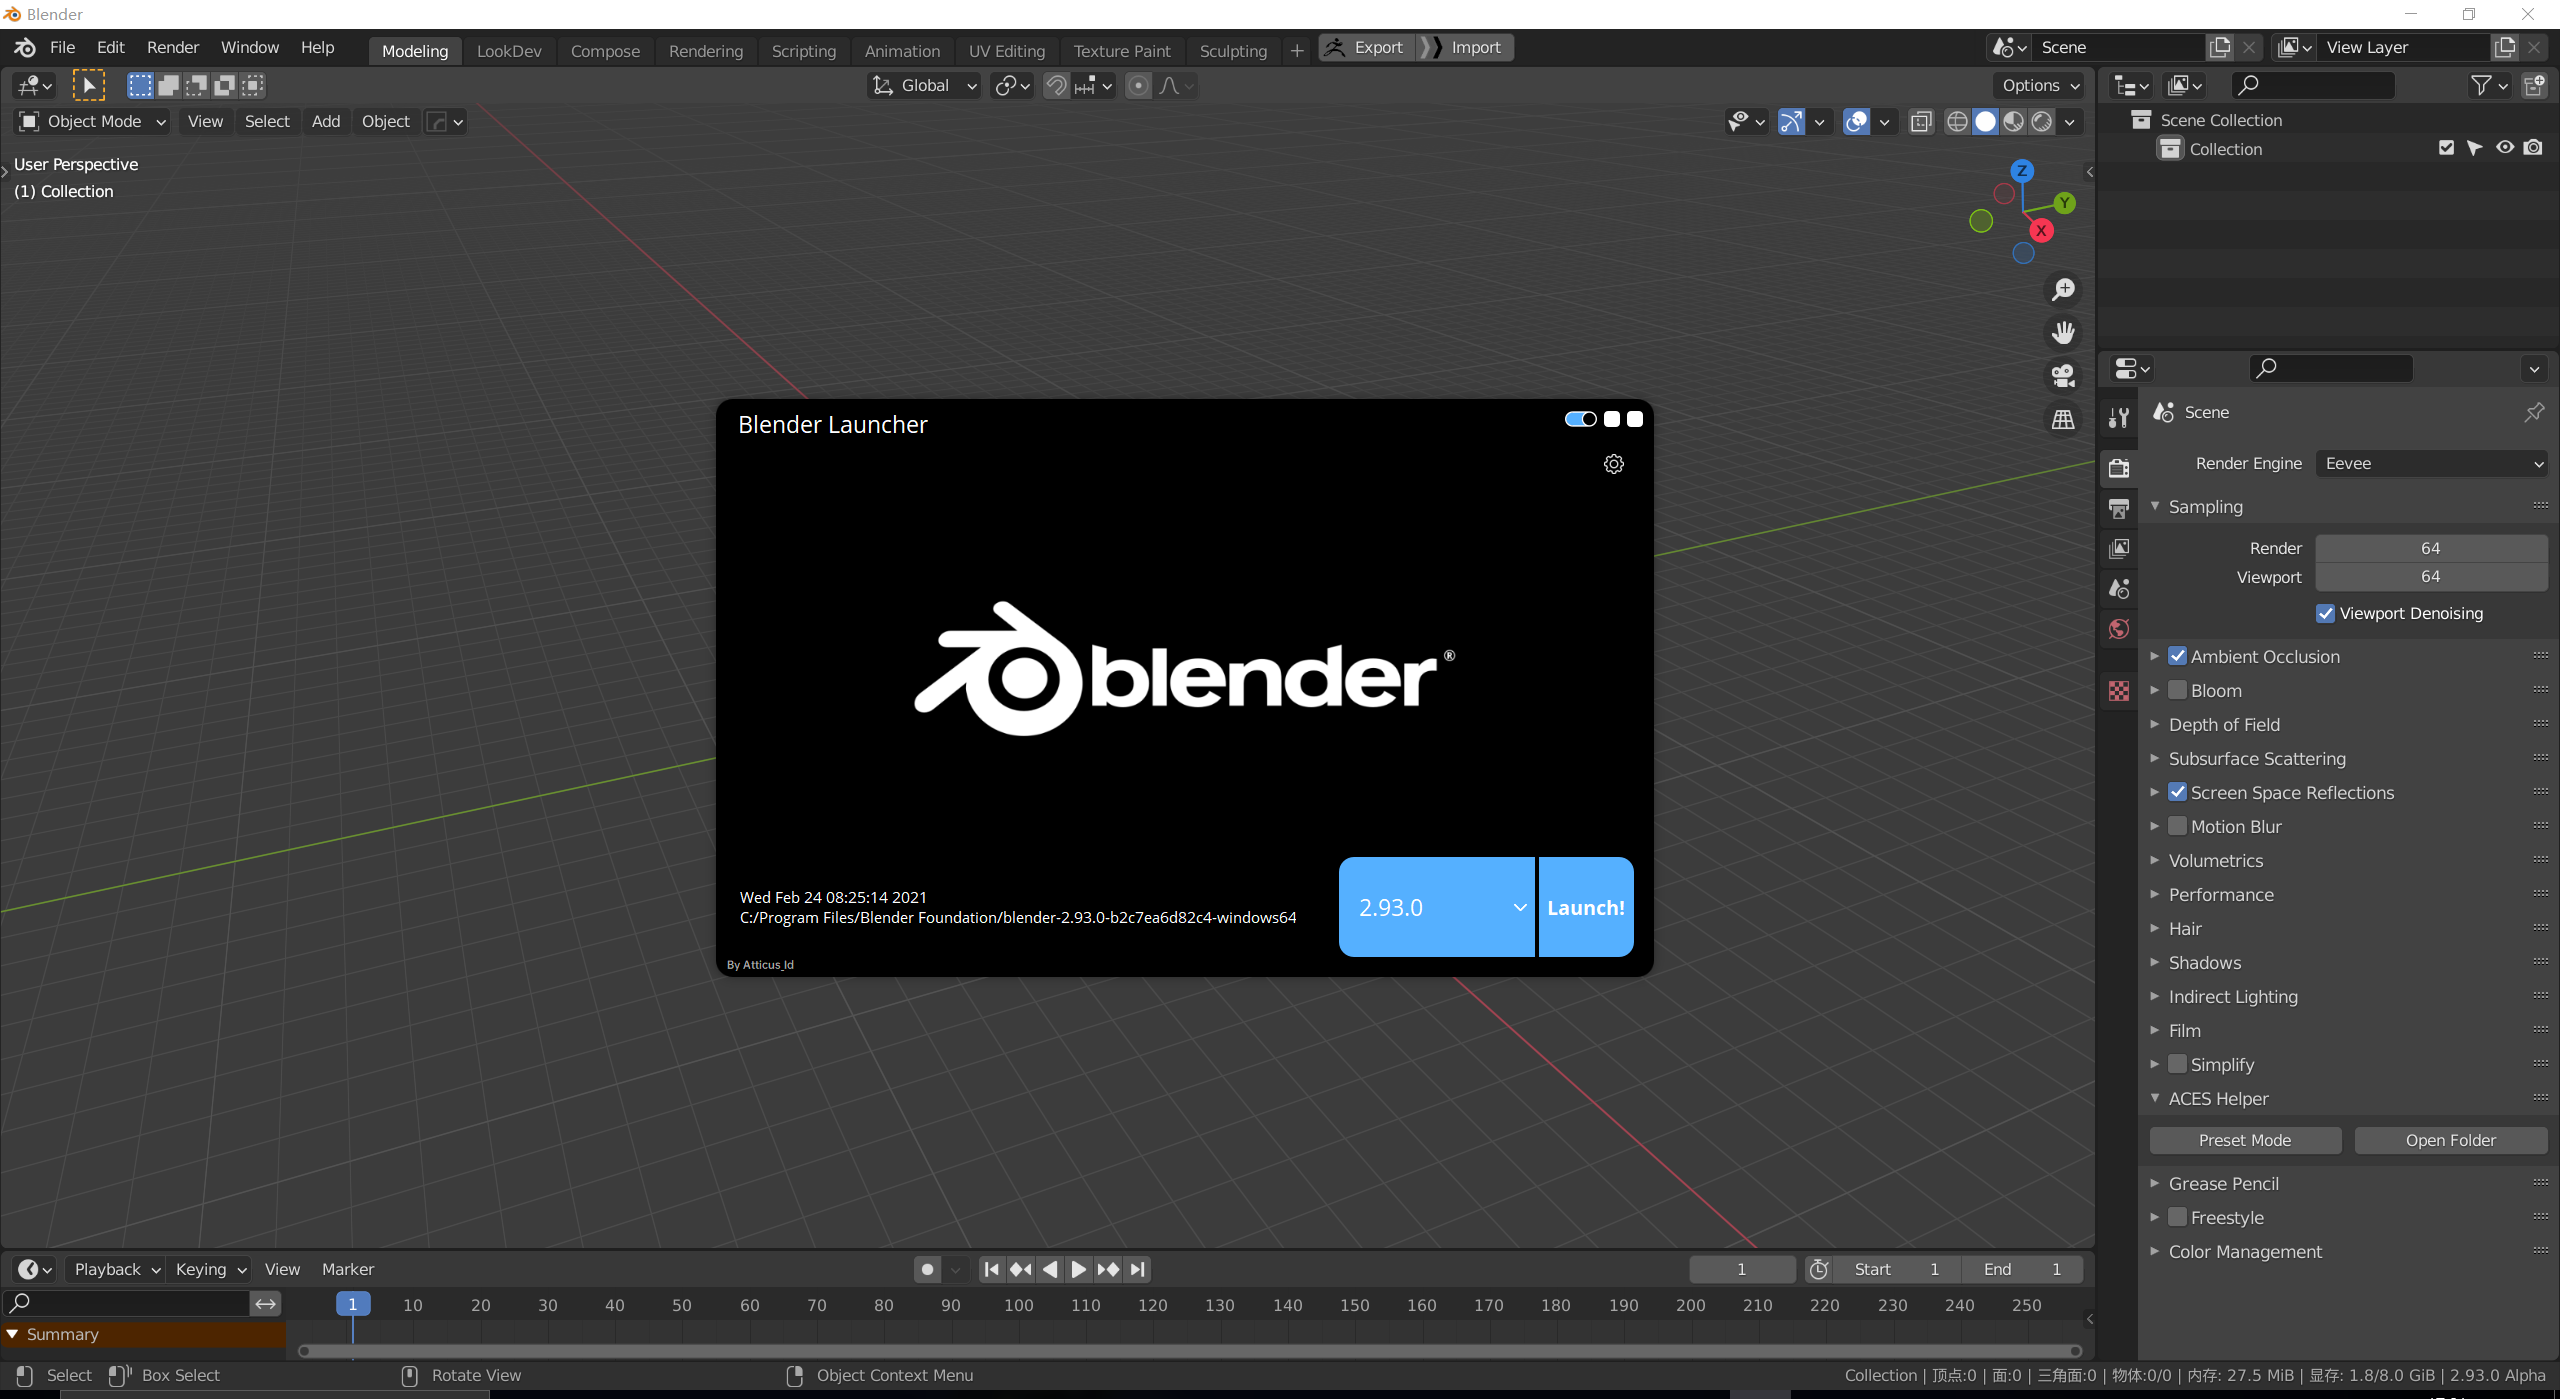 Blender
File Edit Render Window Help Modeling LookDev Compose Rendering Scripting Animation UV Editing Texture Paint Sculpting + Export Import Scene View Layer
Global Options
Object Mode View Select Add Object
User Perspective
(1) Collection
Z
Y
X
Scene Collection
Collection
Scene
Render Engine Eevee
Sampling
Render 64
Viewport 64
Viewport Denoising
Ambient Occlusion
Bloom
Depth of Field
Subsurface Scattering
Screen Space Reflections
Motion Blur
Volumetrics
Performance
Hair
Shadows
Indirect Lighting
Film
Simplify
ACES Helper
Preset Mode Open Folder
Grease Pencil
Freestyle
Color Management
Blender Launcher
blender®
Wed Feb 24 08:25:14 2021
C:/Program Files/Blender Foundation/blender-2.93.0-b2c7ea6d82c4-windows64
2.93.0 Launch!
By Atticus_ld
Playback Keying View Marker 1 Start 1 End 1
1 10 20 30 40 50 60 70 80 90 100 110 120 130 140 150 160 170 180 190 200 210 220 230 240 250
Summary
Select Box Select Rotate View Object Context Menu Collection | 顶点:0 | 面:0 | 三角面:0 | 物体:0/0 | 内存: 27.5 MiB | 显存: 1.8/8.0 GiB | 2.93.0 Alpha